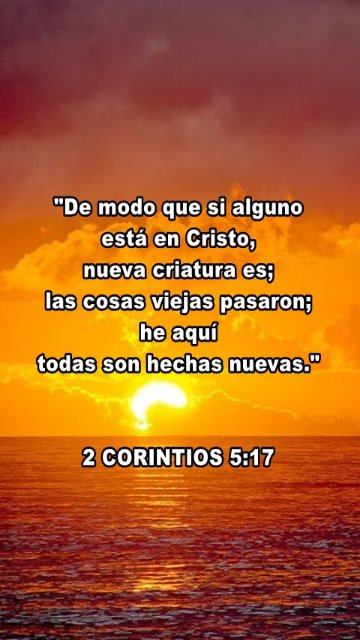 "De modo que si alguno
está en Cristo,
nueva criatura es;
las cosas viejas pasaron;
he aquí
todas son hechas nuevas."
2 CORINTIOS 5:17